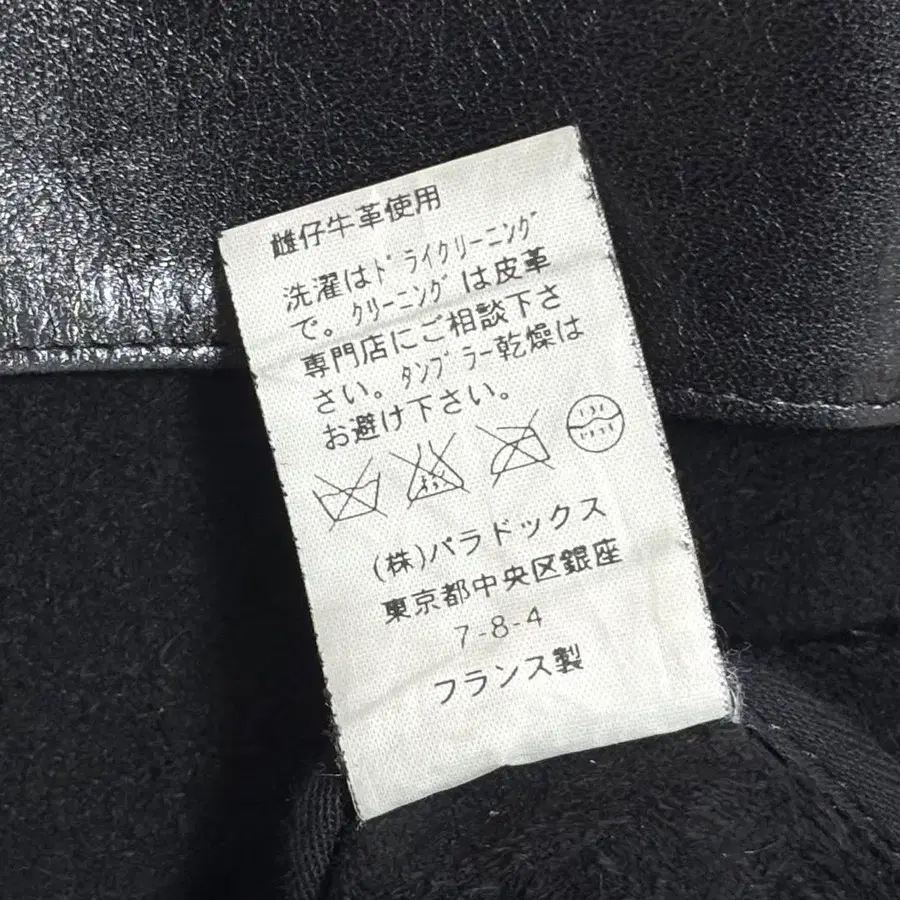 雌仔牛革使用
洗濯はﾄﾞライクリーニング
で。クリーニングは皮革
専門店にご相談下さ
さい。タンブラー乾燥は
お避け下さい。
(株)パラドックス
東京都中央区銀座
7-8-4
フランス製